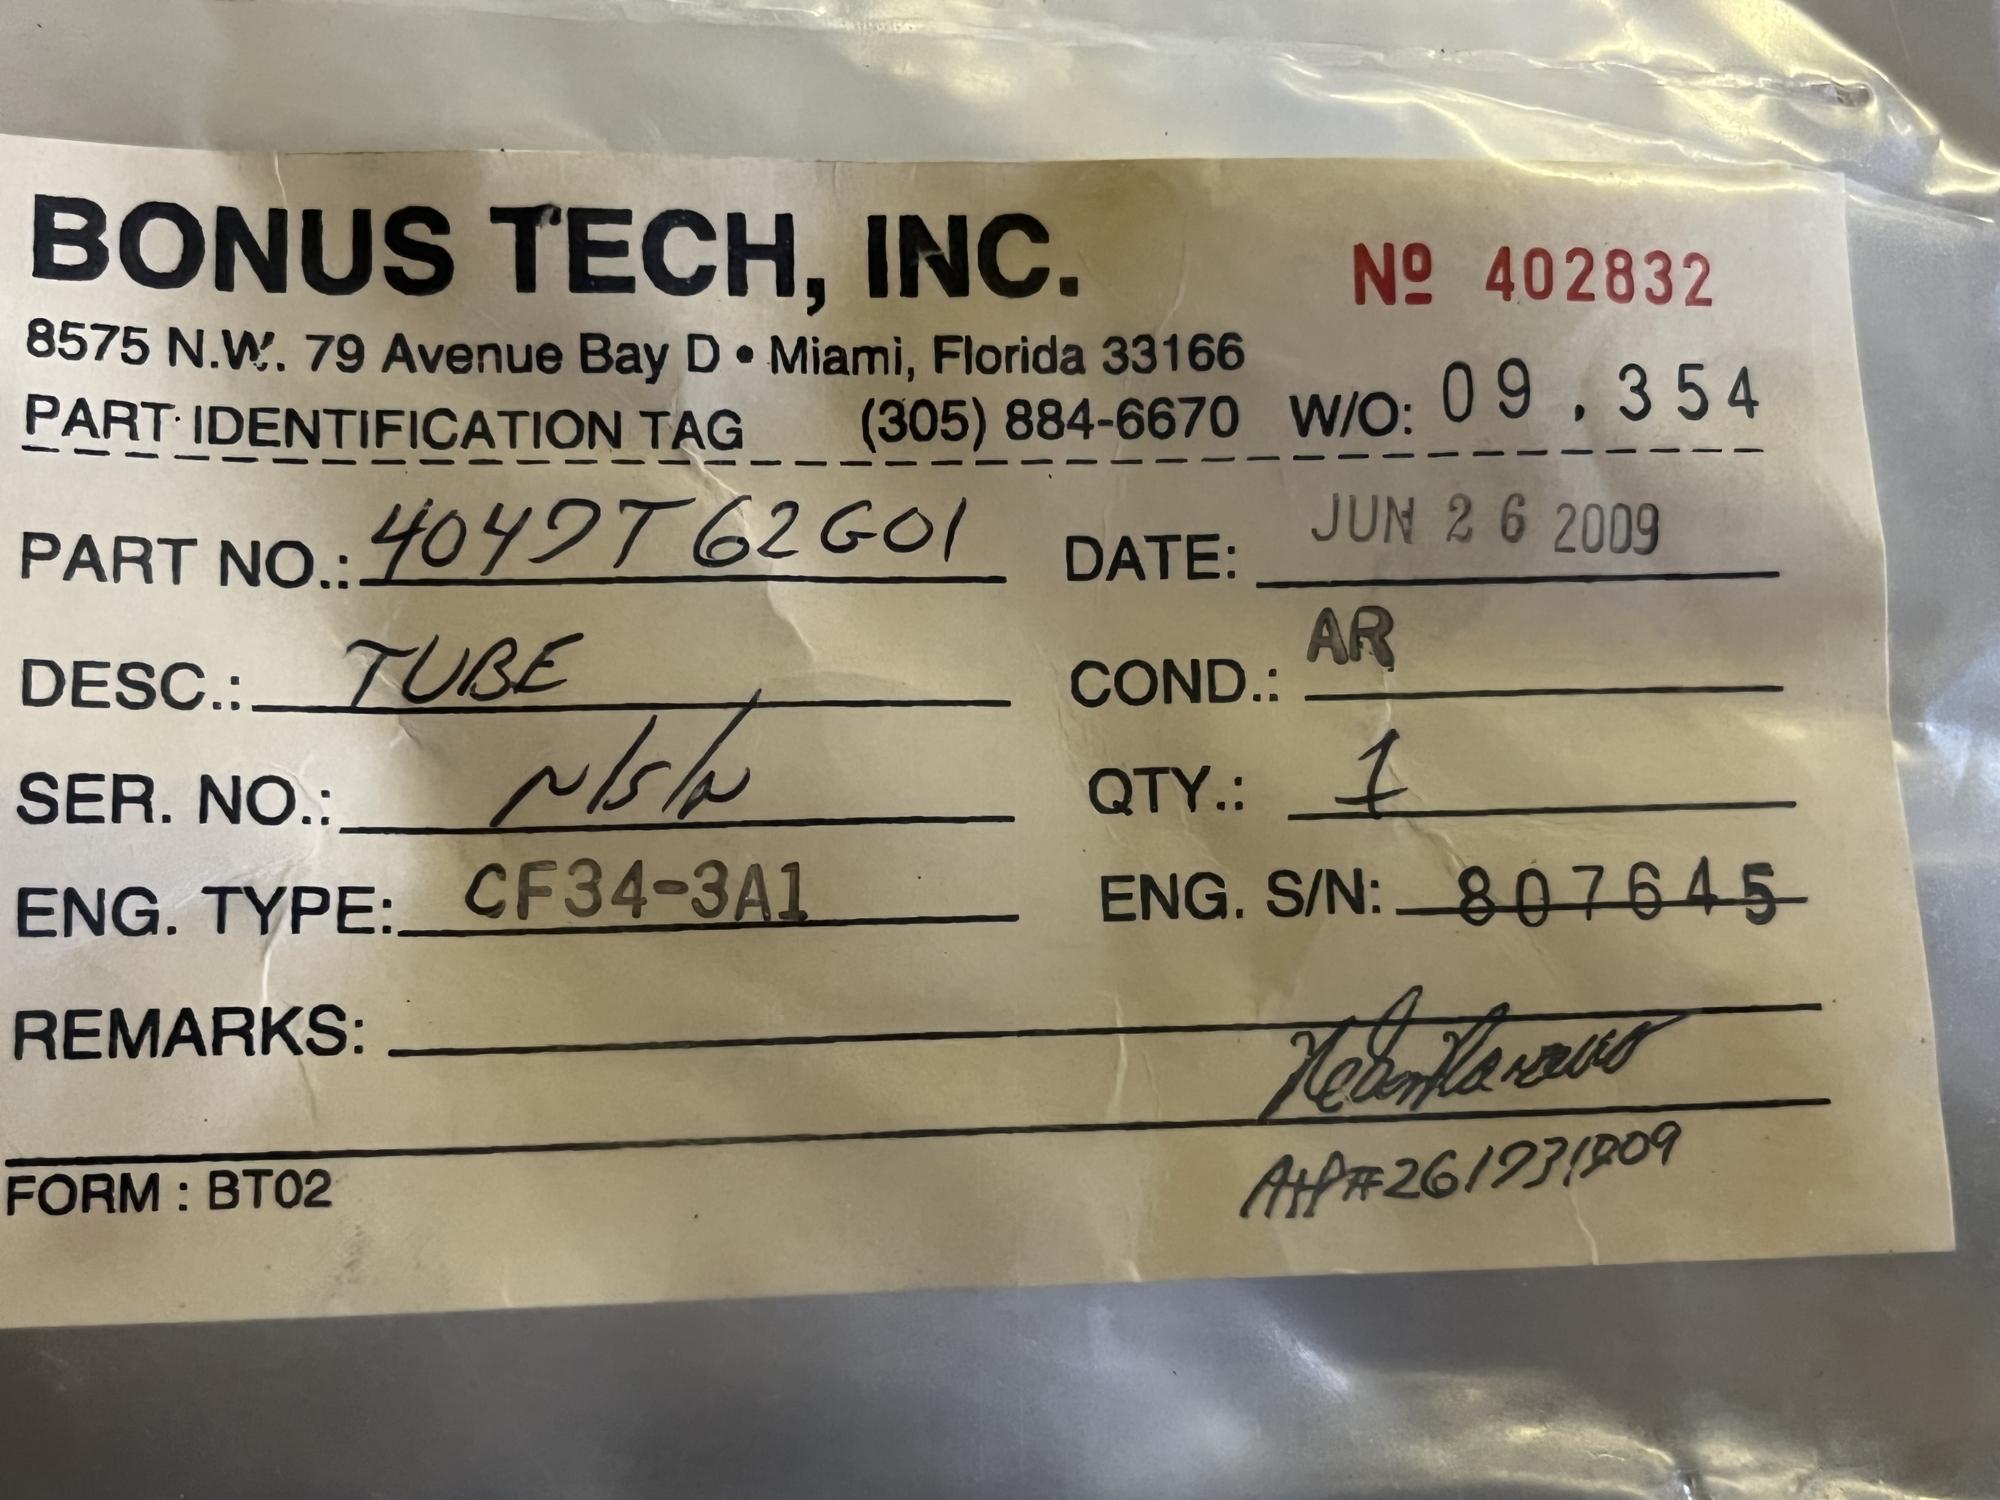 BONUS TECH, INC.
Nº 402832
8575 N.W. 79 Avenue Bay D • Miami, Florida 33166
PART IDENTIFICATION TAG (305) 884-6670 W/O: 09.354
PART NO.: 4047T62G01 DATE: JUN 26 2009
DESC.: TUBE COND.: AR
SER. NO.: N/S/N QTY.: 1
ENG. TYPE: CF34-3A1 ENG. S/N: 807645
REMARKS:
FORM : BT02